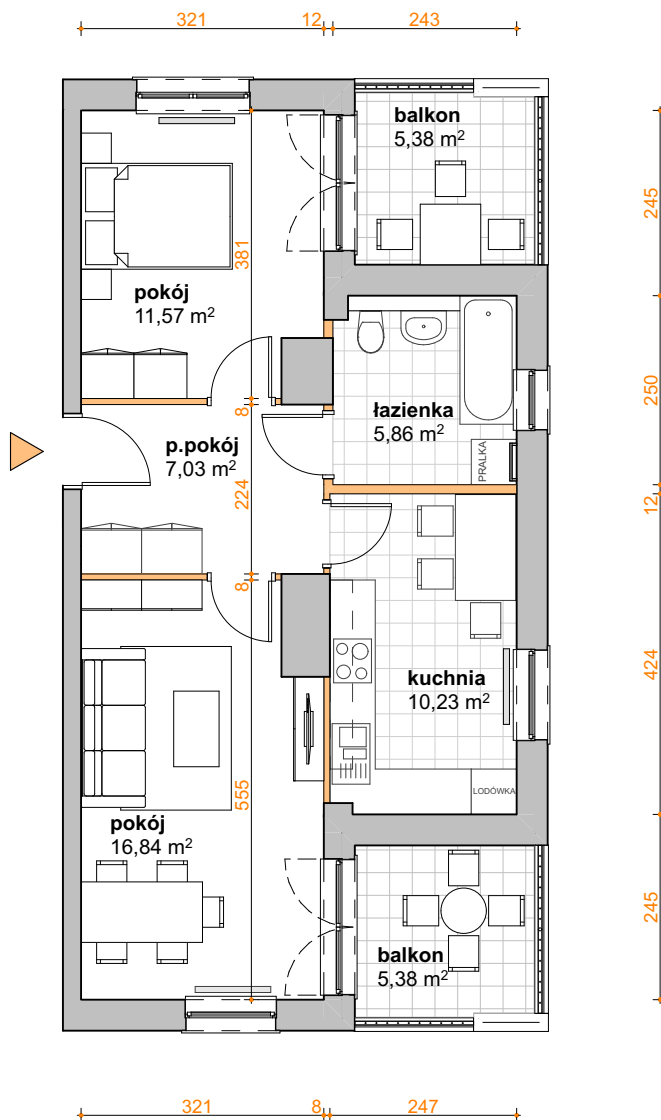 321 12 243
balkon
5,38 m²
245
381
pokój
11,57 m²
łazienka
5,86 m²
250
8
p.pokój
7,03 m²
PRALKA
224
12
8
kuchnia
10,23 m²
424
LODÓWKA
555
pokój
16,84 m²
245
balkon
5,38 m²
321 8 247